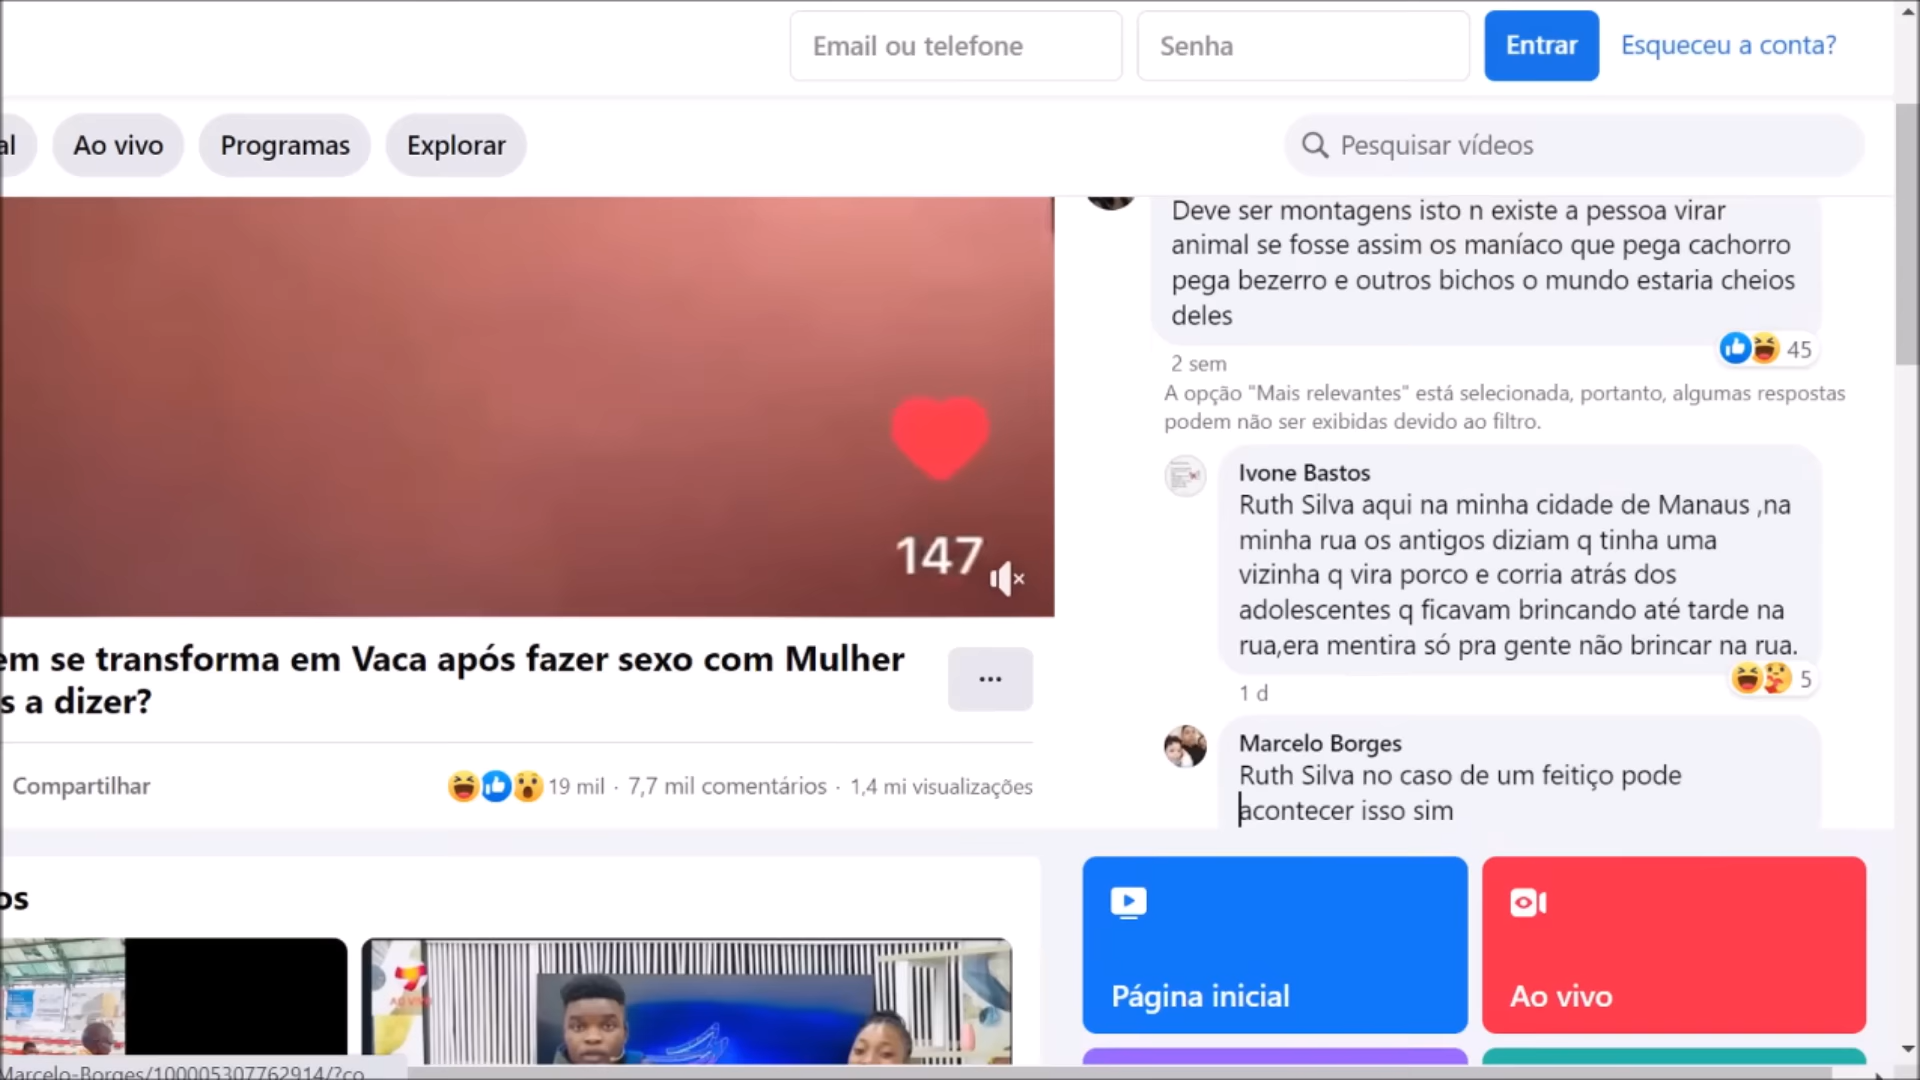 Email ou telefone
Senha
Entrar
Esqueceu a conta?
al
Ao vivo
Programas
Explorar
Pesquisar vídeos
147
em se transforma em Vaca após fazer sexo com Mulher
s a dizer?
...
Compartilhar
19 mil · 7,7 mil comentários · 1,4 mi visualizações
Deve ser montagens isto n existe a pessoa virar
animal se fosse assim os maníaco que pega cachorro
pega bezerro e outros bichos o mundo estaria cheios
deles
45
2 sem
A opção "Mais relevantes" está selecionada, portanto, algumas respostas
podem não ser exibidas devido ao filtro.
Ivone Bastos
Ruth Silva aqui na minha cidade de Manaus ,na
minha rua os antigos diziam q tinha uma
vizinha q vira porco e corria atrás dos
adolescentes q ficavam brincando até tarde na
rua,era mentira só pra gente não brincar na rua.
5
1 d
Marcelo Borges
Ruth Silva no caso de um feitiço pode
acontecer isso sim
os
AO VIVO
Página inicial
Ao vivo
Marcelo-Borges/100005307762914/?co